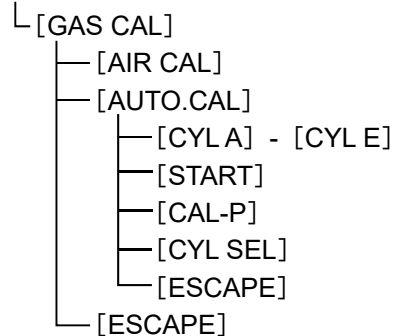 [GAS CAL]
[AIR CAL]
[AUTO.CAL]
[CYL A] - [CYL E]
[START]
[CAL-P]
[CYL SEL]
[ESCAPE]
[ESCAPE]